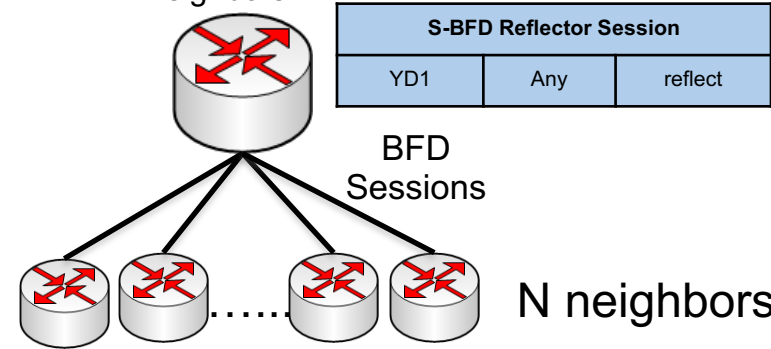 S-BFD Reflector Session
YD1 Any reflect
BFD
Sessions
…...
N neighbors